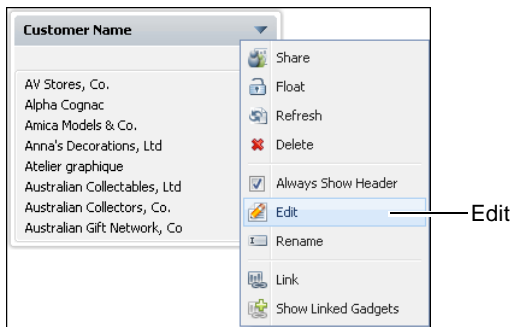 Customer Name
AV Stores, Co.
Alpha Cognac
Amica Models & Co.
Anna's Decorations, Ltd
Atelier graphique
Australian Collectables, Ltd
Australian Collectors, Co.
Australian Gift Network, Co
Share
Float
Refresh
Delete
Always Show Header
Edit
Rename
Link
Show Linked Gadgets
Edit